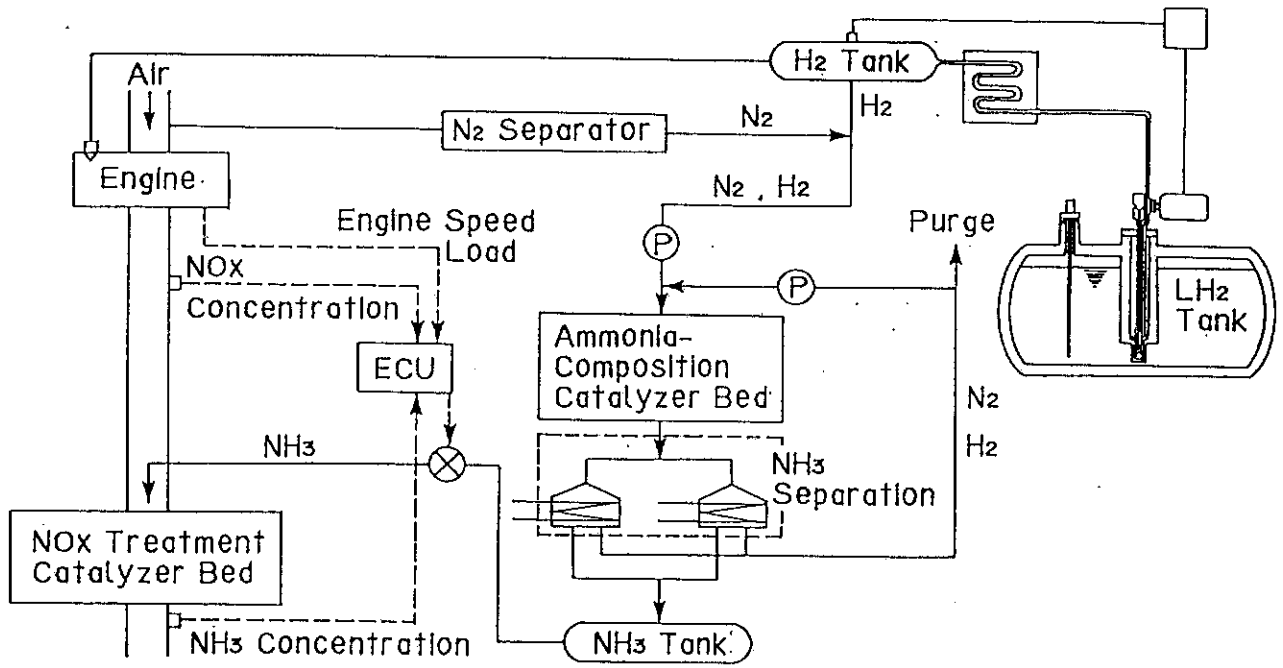 H2 Tank
Air
H2
N2 Separator
N2
Engine
N2 , H2
Engine Speed
Load
P
Purge
NOx
Concentration
P
LH2
Tank
Ammonia-
Composition
Catalyzer Bed
ECU
N2
H2
NH3
NH3
Separation
NOx Treatment
Catalyzer Bed
NH3 Concentration
NH3 Tank